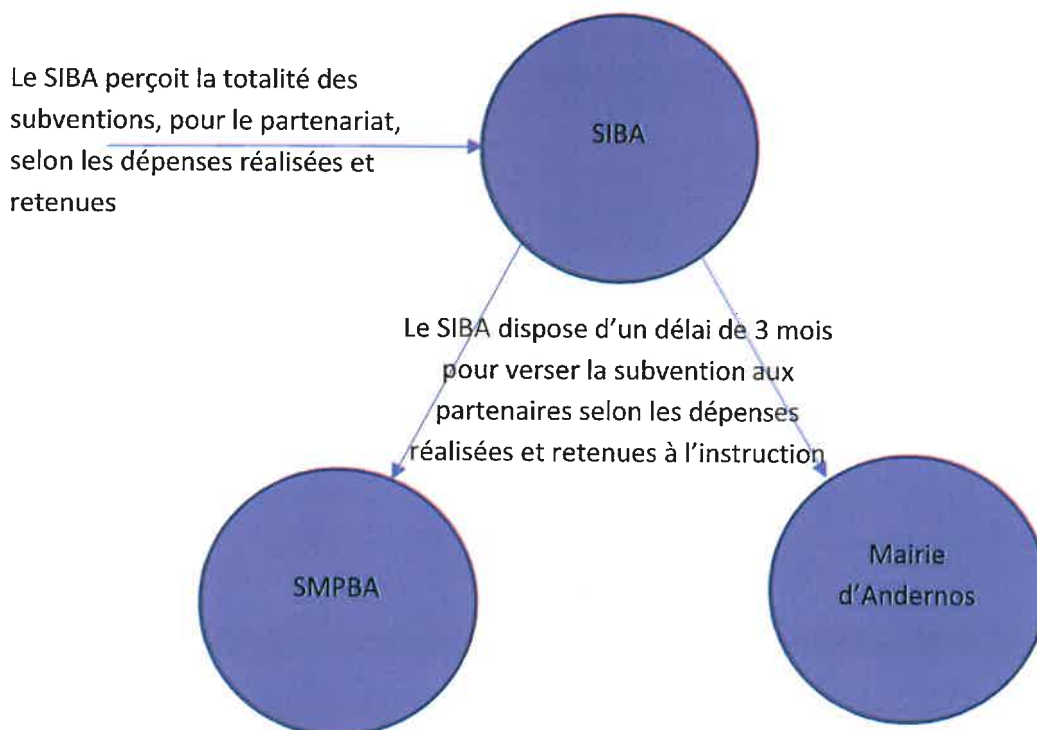 Le SIBA perçoit la totalité des
subventions, pour le partenariat,
selon les dépenses réalisées et
retenues
SIBA
Le SIBA dispose d'un délai de 3 mois
pour verser la subvention aux
partenaires selon les dépenses
réalisées et retenues à l'instruction
SMPBA
Mairie
d'Andernos